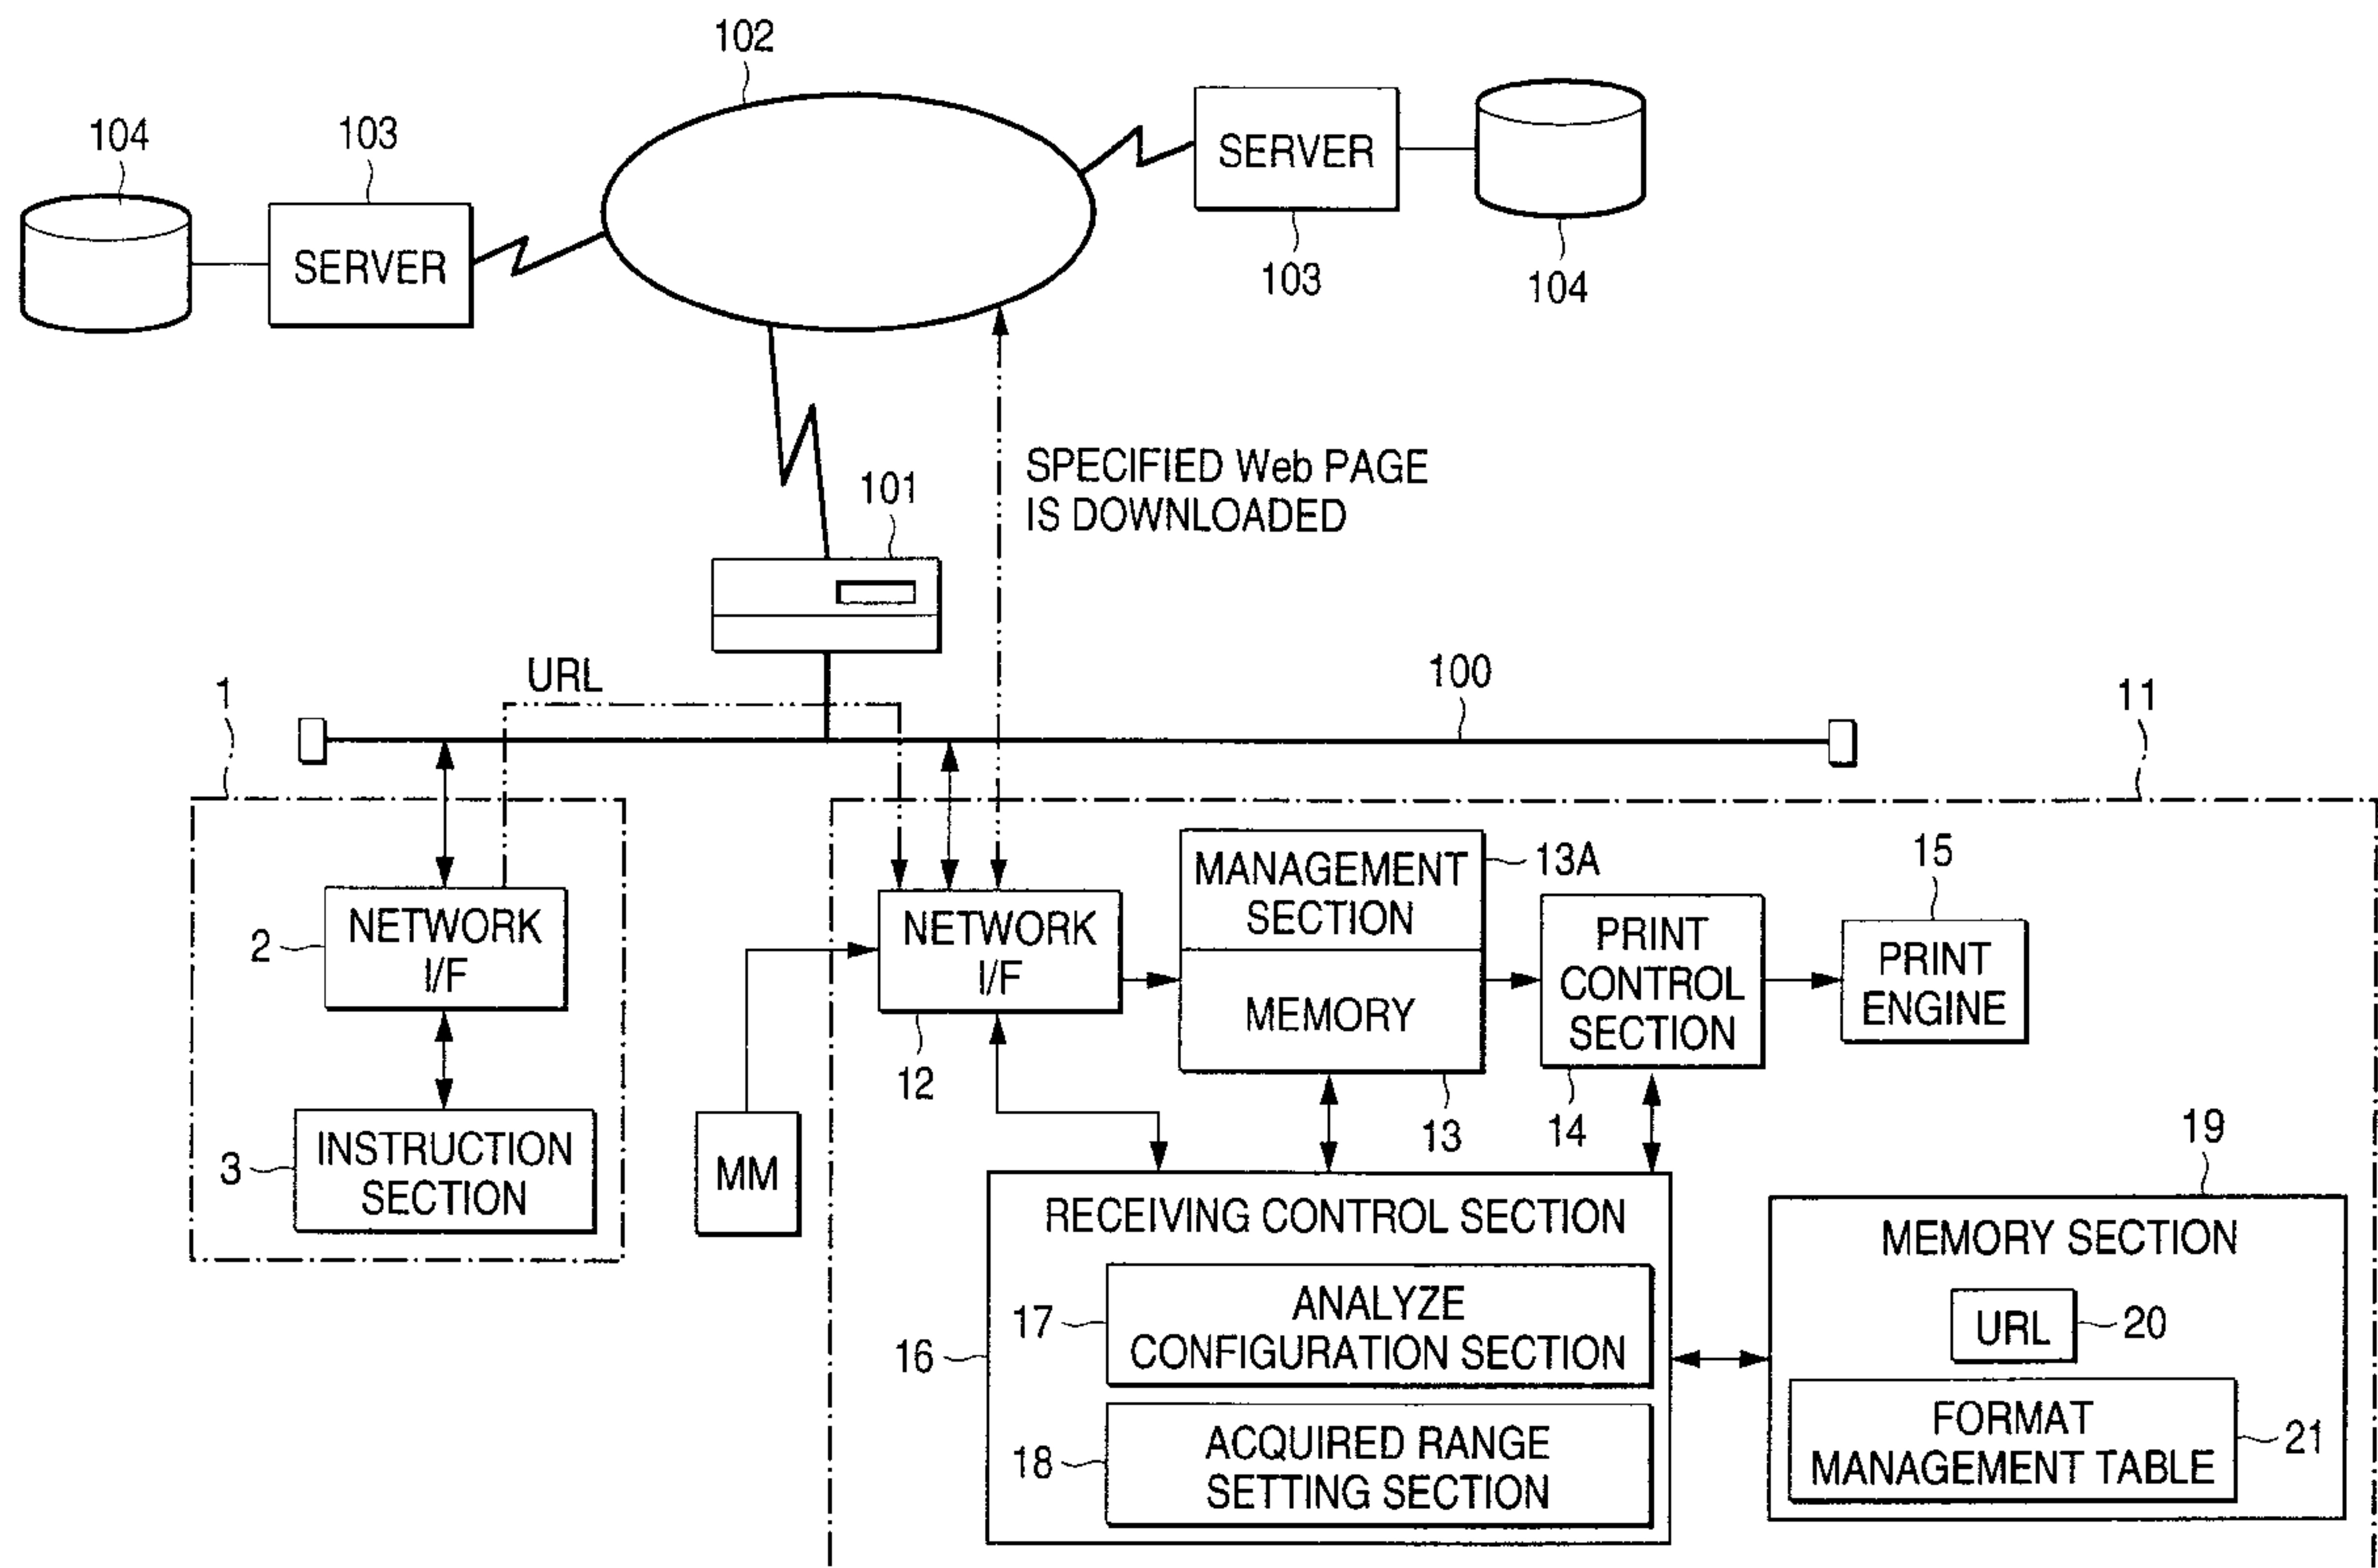 102
104
103
SERVER
SERVER
103
104
SPECIFIED Web PAGE
IS DOWNLOADED
101
URL
1
100
11
NETWORK
I/F
2
INSTRUCTION
SECTION
3
MM
NETWORK
I/F
12
MANAGEMENT
SECTION
13A
MEMORY
13
PRINT
CONTROL
SECTION
14
15
PRINT
ENGINE
RECEIVING CONTROL SECTION
16
17
ANALYZE
CONFIGURATION SECTION
18
ACQUIRED RANGE
SETTING SECTION
19
MEMORY SECTION
URL
20
FORMAT
MANAGEMENT TABLE
21